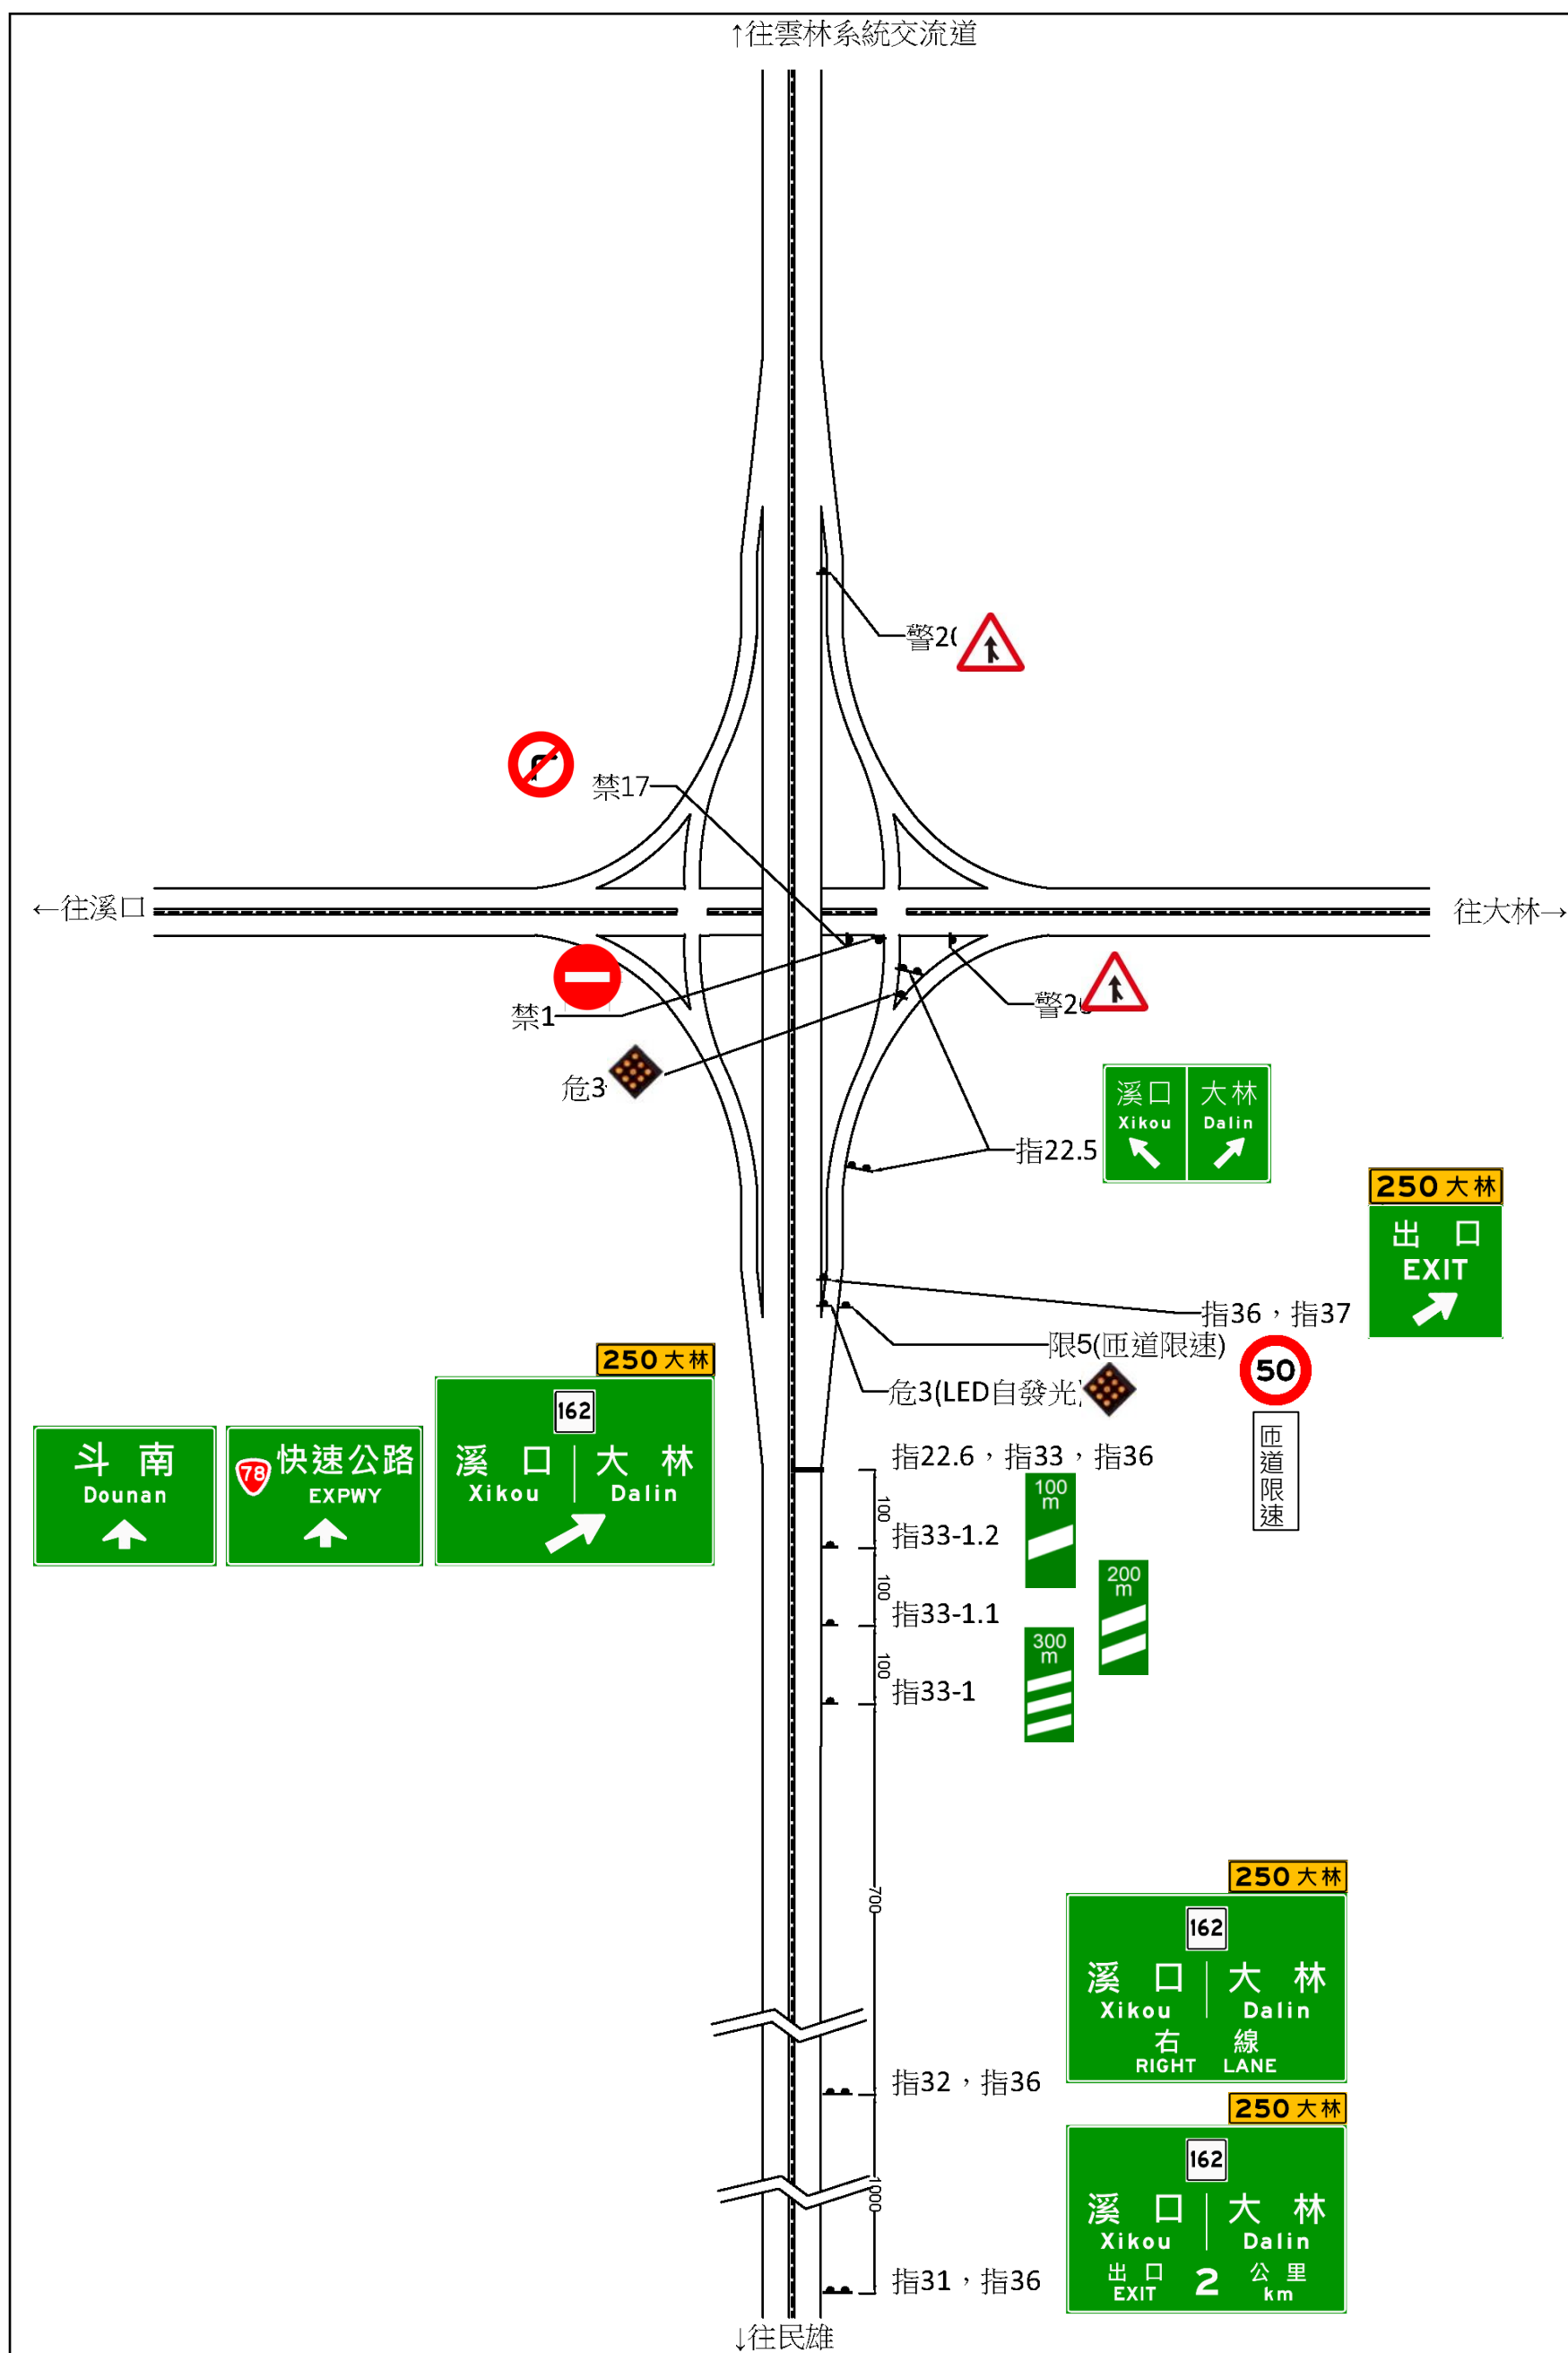 ↑往雲林系統交流道
警20
禁17
←往溪口
往大林→
禁1
警2
危3
溪口 大林
Xikou Dalin
指22.5
250 大林
出 口
EXIT
指36，指37
限5(匝道限速)
50
匝道限速
危3(LED自發光)
250 大林
162
溪 口 大 林
Xikou Dalin
斗 南
Dounan
78 快速公路
EXPWY
指22.6，指33，指36
100
m
100
指33-1.2
200
m
100
指33-1.1
300
m
100
指33-1
700
250 大林
162
溪 口 大 林
Xikou Dalin
右 線
RIGHT LANE
指32，指36
250 大林
162
溪 口 大 林
Xikou Dalin
出 口 2 公 里
EXIT km
1000
指31，指36
↓往民雄